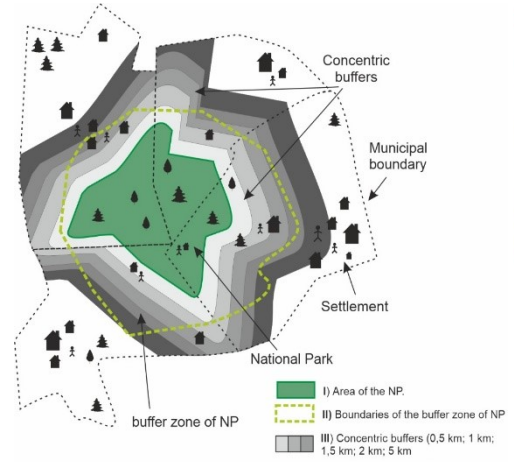 Concentric
buffers
Municipal
boundary
Settlement
National Park
buffer zone of NP
I) Area of the NP.
II) Boundaries of the buffer zone of NP
III) Concentric buffers (0,5 km; 1 km;
1,5 km; 2 km; 5 km